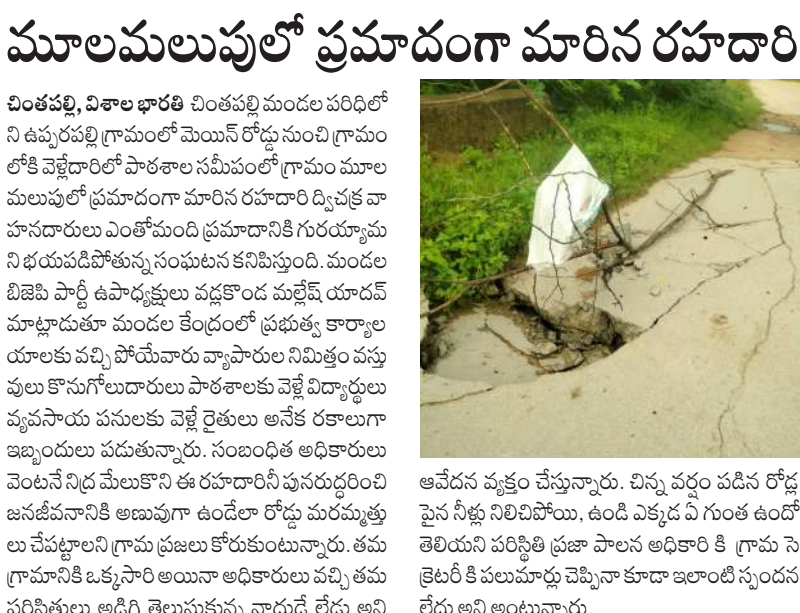 మూలమలుపులో ప్రమాదంగా మారిన రహదారి
చింతపల్లి, విశాల భారతి చింతపల్లి మండల పరిధిలో
ని ఉప్పరపల్లి గ్రామంలో మెయిన్ రోడ్డు నుంచి గ్రామం
లోకి వెళ్లేదారిలో పాఠశాల సమీపంలో గ్రామం మూల
మలుపులో ప్రమాదంగా మారిన రహదారి ద్విచక్ర వా
హనదారులు ఎంతోమంది ప్రమాదానికి గురయ్యామ
ని భయపడిపోతున్న సంఘటన కనిపిస్తుంది. మండల
బిజెపి పార్టీ ఉపాధ్యక్షులు వడ్లకొండ మల్లేష్ యాదవ్
మాట్లాడుతూ మండల కేంద్రంలో ప్రభుత్వ కార్యాల
యాలకు వచ్చి పోయేవారు వ్యాపారుల నిమిత్తం వస్తు
వులు కొనుగోలుదారులు పాఠశాలకు వెళ్లే విద్యార్థులు
వ్యవసాయ పనులకు వెళ్లే రైతులు అనేక రకాలుగా
ఇబ్బందులు పడుతున్నారు. సంబంధిత అధికారులు
వెంటనే నిద్ర మేలుకొని ఈ రహదారినీ పునరుద్ధరించి
జనజీవనానికి అణువుగా ఉండేలా రోడ్డు మరమ్మత్తు
లు చేపట్టాలని గ్రామ ప్రజలు కోరుకుంటున్నారు. తమ
గ్రామానికి ఒక్కసారి అయినా అధికారులు వచ్చి తమ
పరిస్థితులు అడిగి తెలుసుకున్న నాధుడే లేడు అని
ఆవేదన వ్యక్తం చేస్తున్నారు. చిన్న వర్షం పడిన రోడ్ల
పైన నీళ్లు నిలిచిపోయి, ఉండి ఎక్కడ ఏ గుంత ఉందో
తెలియని పరిస్థితి ప్రజా పాలన అధికారి కి గ్రామ సె
క్రెటరీ కి పలుమార్లు చెప్పినా కూడా ఇలాంటి స్పందన
లేదు అని అంటున్నారు.